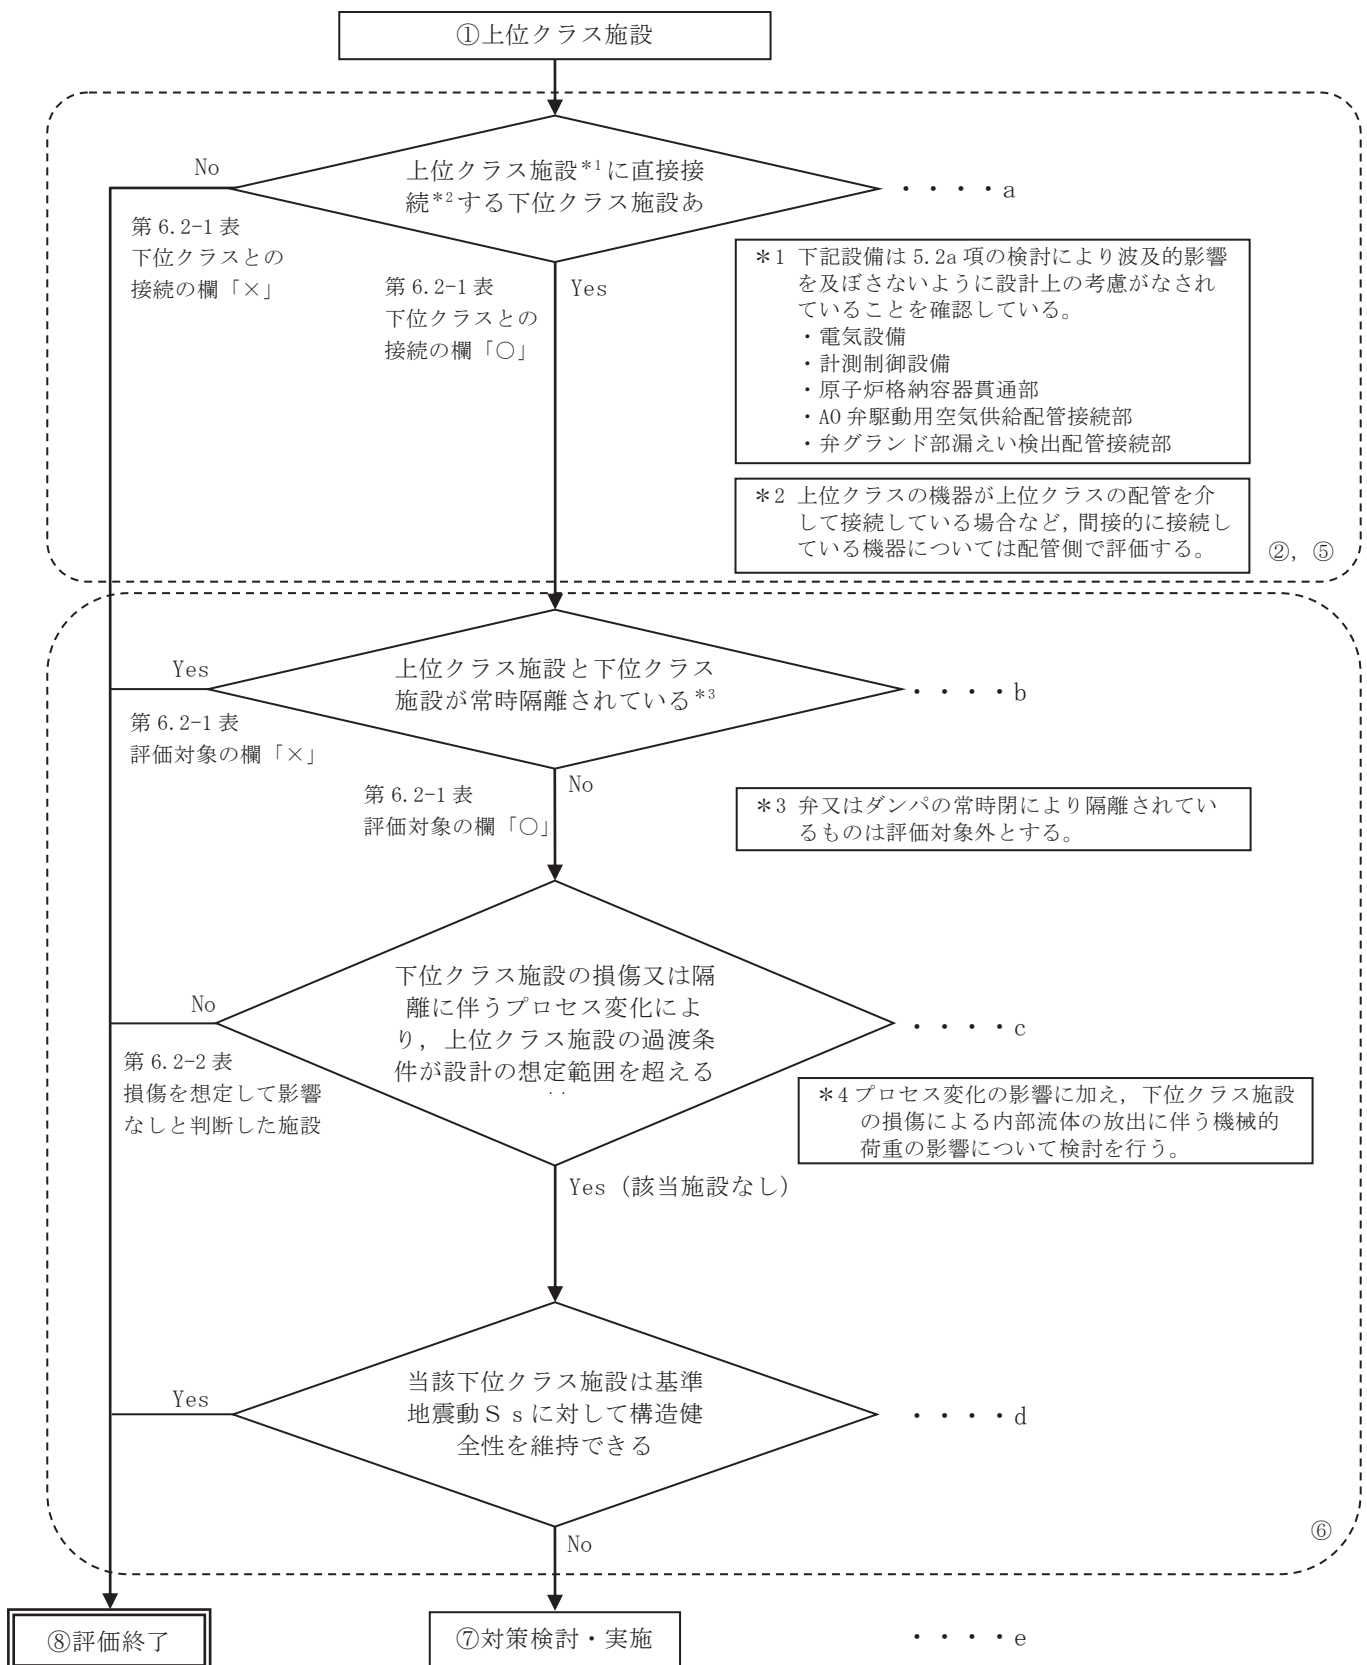 ①上位クラス施設
No
上位クラス施設*1に直接接
続*2する下位クラス施設あ
・・・・a
第 6.2-1 表
下位クラスとの
接続の欄「×」
第 6.2-1 表
下位クラスとの
接続の欄「○」
Yes
*1 下記設備は 5.2a 項の検討により波及的影響
を及ぼさないように設計上の考慮がなされ
ていることを確認している。
・電気設備
・計測制御設備
・原子炉格納容器貫通部
・AO 弁駆動用空気供給配管接続部
・弁グランド部漏えい検出配管接続部
*2 上位クラスの機器が上位クラスの配管を介
して接続している場合など,間接的に接続し
ている機器については配管側で評価する。
②,⑤
Yes
上位クラス施設と下位クラス
施設が常時隔離されている*3
・・・・b
第 6.2-1 表
評価対象の欄「×」
No
第 6.2-1 表
評価対象の欄「○」
*3 弁又はダンパの常時閉により隔離されてい
るものは評価対象外とする。
No
下位クラス施設の損傷又は隔
離に伴うプロセス変化によ
り,上位クラス施設の過渡条
件が設計の想定範囲を超える
・・・・c
第 6.2-2 表
損傷を想定して影響
なしと判断した施設
*4 プロセス変化の影響に加え,下位クラス施設
の損傷による内部流体の放出に伴う機械的
荷重の影響について検討を行う。
Yes(該当施設なし)
Yes
当該下位クラス施設は基準
地震動Ssに対して構造健
全性を維持できる
・・・・d
⑥
No
⑧評価終了
⑦対策検討・実施
・・・・e